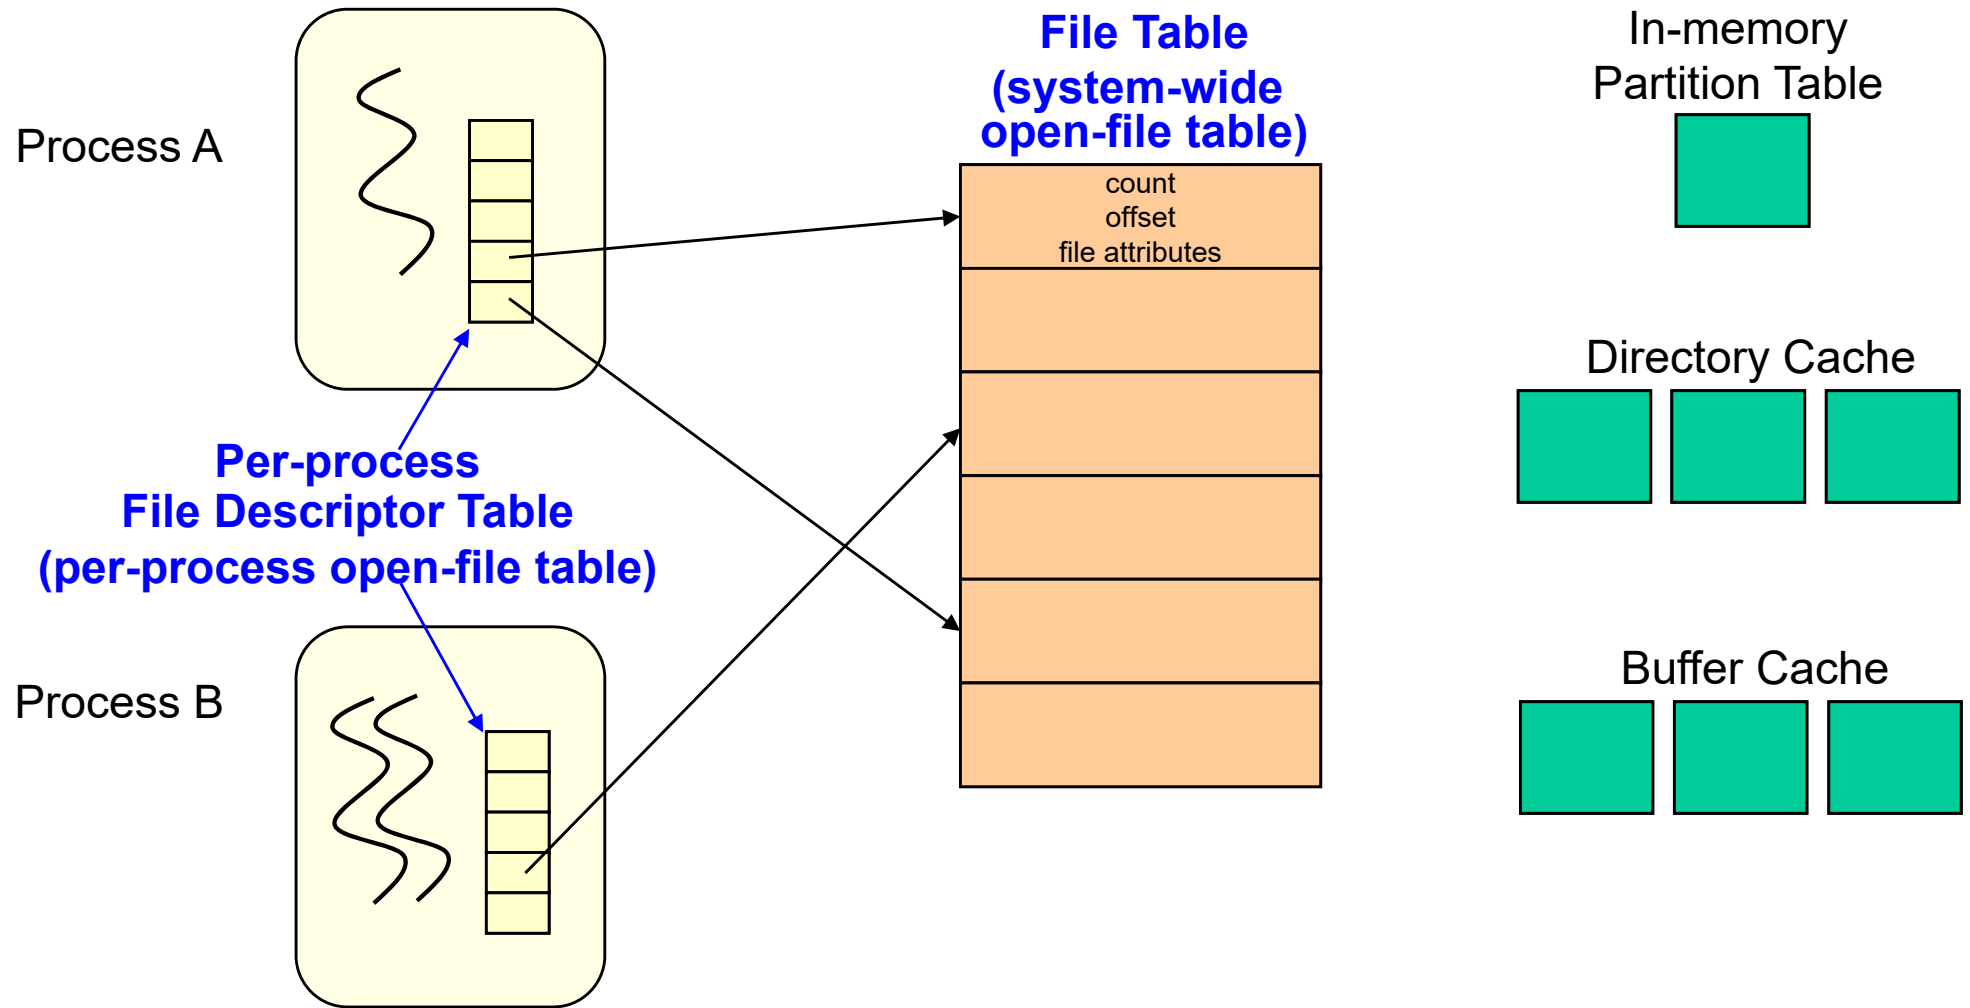 Process A
Per-process
File Descriptor Table
(per-process open-file table)
Process B
File Table
(system-wide
open-file table)
count
offset
file attributes
In-memory
Partition Table
Directory Cache
Buffer Cache